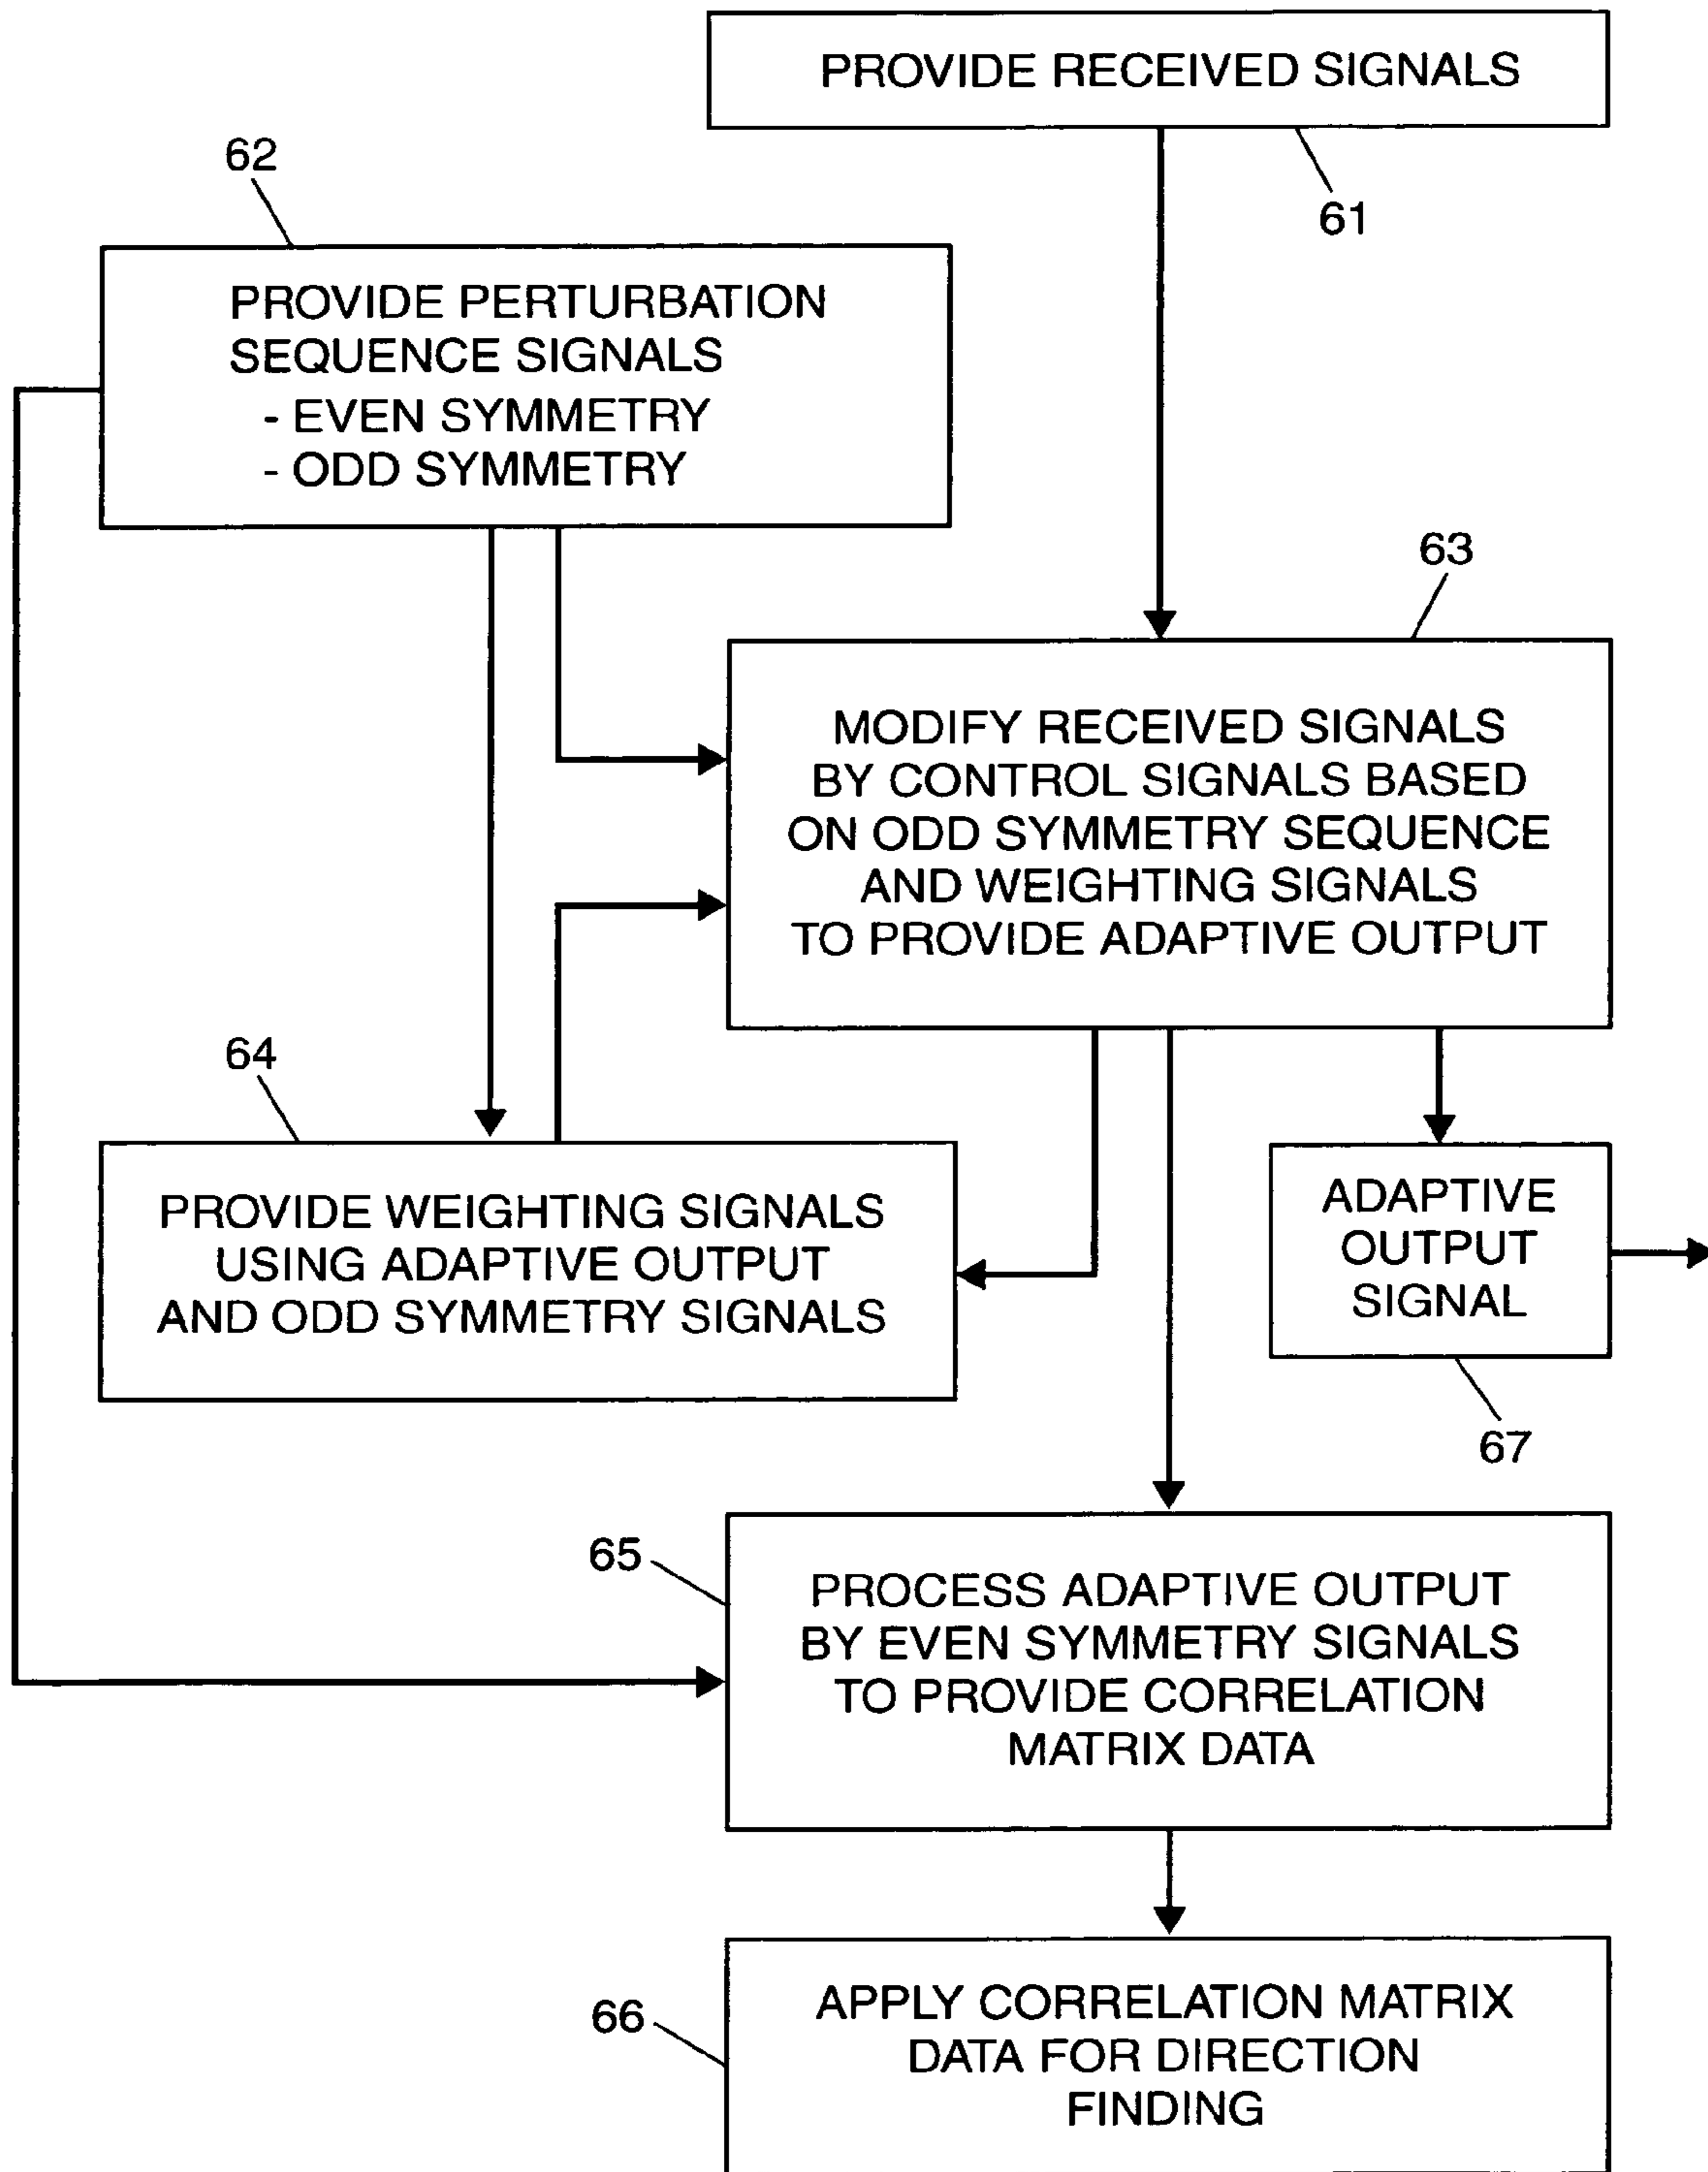 PROVIDE RECEIVED SIGNALS
61
62
PROVIDE PERTURBATION
SEQUENCE SIGNALS
- EVEN SYMMETRY
- ODD SYMMETRY
63
MODIFY RECEIVED SIGNALS
BY CONTROL SIGNALS BASED
ON ODD SYMMETRY SEQUENCE
AND WEIGHTING SIGNALS
TO PROVIDE ADAPTIVE OUTPUT
64
PROVIDE WEIGHTING SIGNALS
USING ADAPTIVE OUTPUT
AND ODD SYMMETRY SIGNALS
ADAPTIVE
OUTPUT
SIGNAL
67
65
PROCESS ADAPTIVE OUTPUT
BY EVEN SYMMETRY SIGNALS
TO PROVIDE CORRELATION
MATRIX DATA
66
APPLY CORRELATION MATRIX
DATA FOR DIRECTION
FINDING